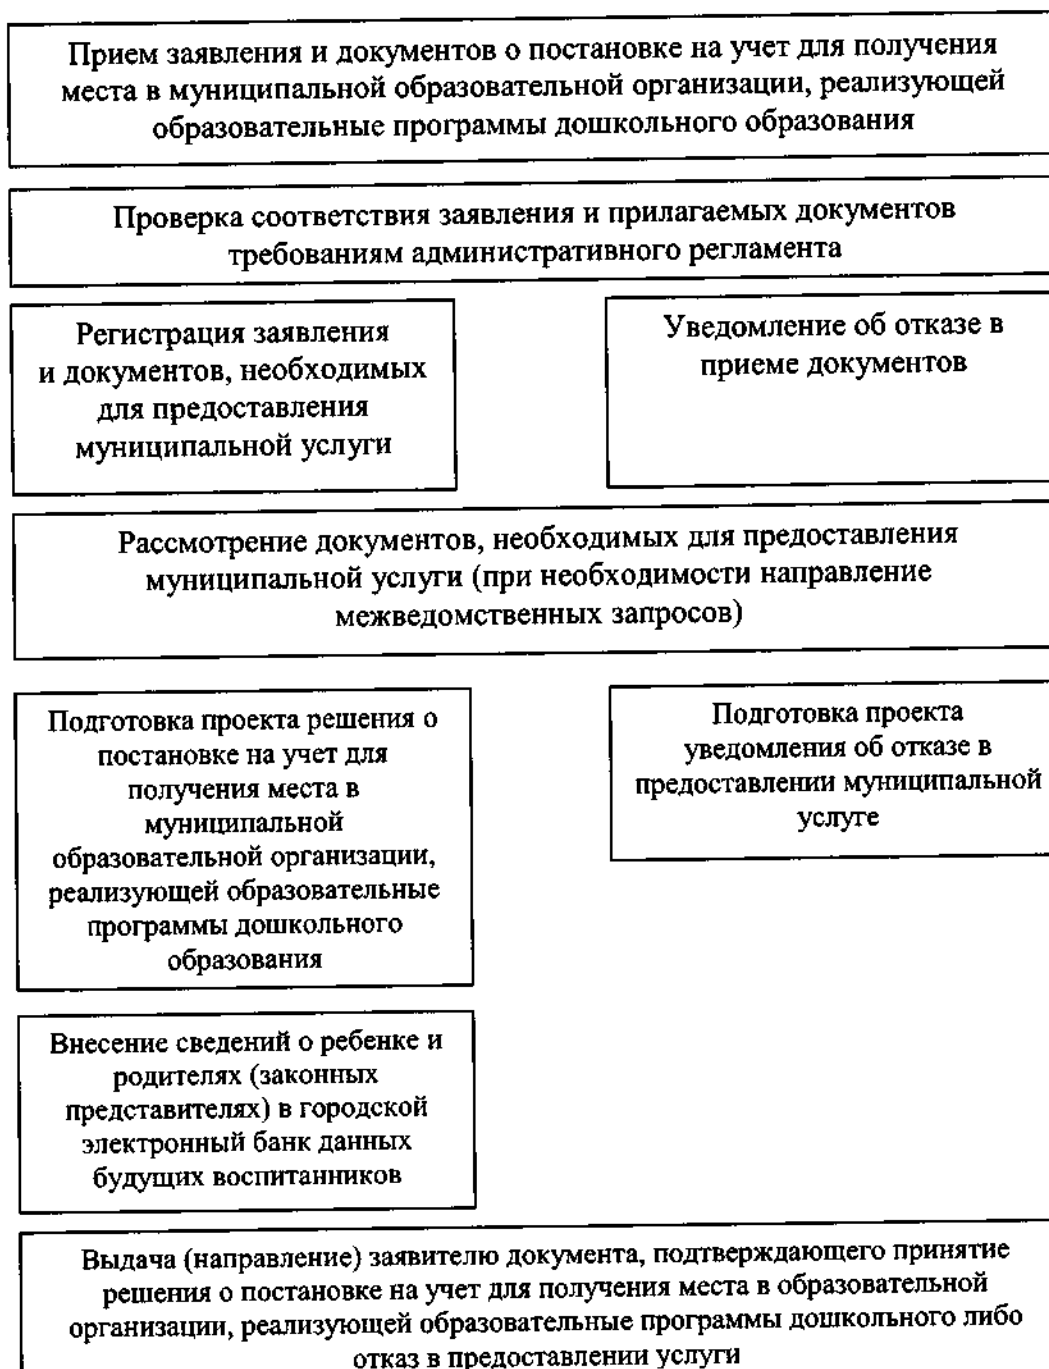 Прием заявления и документов о постановке на учет для получения
места в муниципальной образовательной организации, реализующей
образовательные программы дошкольного образования
Проверка соответствия заявления и прилагаемых документов
требованиям административного регламента
Регистрация заявления
и документов, необходимых
для предоставления
муниципальной услуги
Уведомление об отказе в
приеме документов
Рассмотрение документов, необходимых для предоставления
муниципальной услуги (при необходимости направление
межведомственных запросов)
Подготовка проекта решения о
постановке на учет для
получения места в
муниципальной
образовательной организации,
реализующей образовательные
программы дошкольного
образования
Подготовка проекта
уведомления об отказе в
предоставлении муниципальной
услуге
Внесение сведений о ребенке и
родителях (законных
представителях) в городской
электронный банк данных
будущих воспитанников
Выдача (направление) заявителю документа, подтверждающего принятие
решения о постановке на учет для получения места в образовательной
организации, реализующей образовательные программы дошкольного либо
отказ в предоставлении услуги